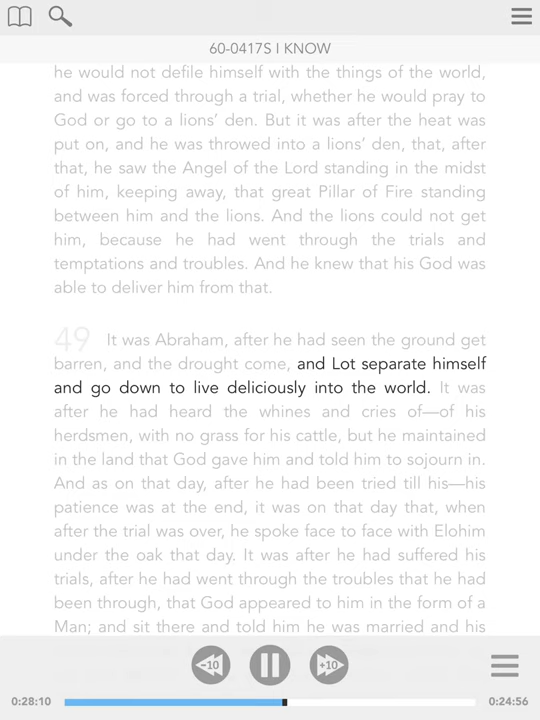 60-0417S I KNOW
he would not defile himself with the things of the world,
and was forced through a trial, whether he would pray to
God or go to a lions’ den. But it was after the heat was
put on, and he was throwed into a lions’ den, that, after
that, he saw the Angel of the Lord standing in the midst
of him, keeping away, that great Pillar of Fire standing
between him and the lions. And the lions could not get
him, because he had went through the trials and
temptations and troubles. And he knew that his God was
able to deliver him from that.
49 It was Abraham, after he had seen the ground get
barren, and the drought come, and Lot separate himself
and go down to live deliciously into the world. It was
after he had heard the whines and cries of—of his
herdsmen, with no grass for his cattle, but he maintained
in the land that God gave him and told him to sojourn in.
And as on that day, after he had been tried till his—his
patience was at the end, it was on that day that, when
after the trial was over, he spoke face to face with Elohim
under the oak that day. It was after he had suffered his
trials, after he had went through the troubles that he had
been through, that God appeared to him in the form of a
Man; and sit there and told him he was married and his
-10
+10
0:28:10
0:24:56